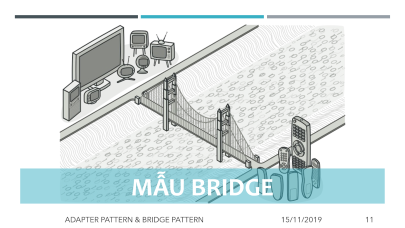 MẪU BRIDGE
ADAPTER PATTERN & BRIDGE PATTERN 15/11/2019 11